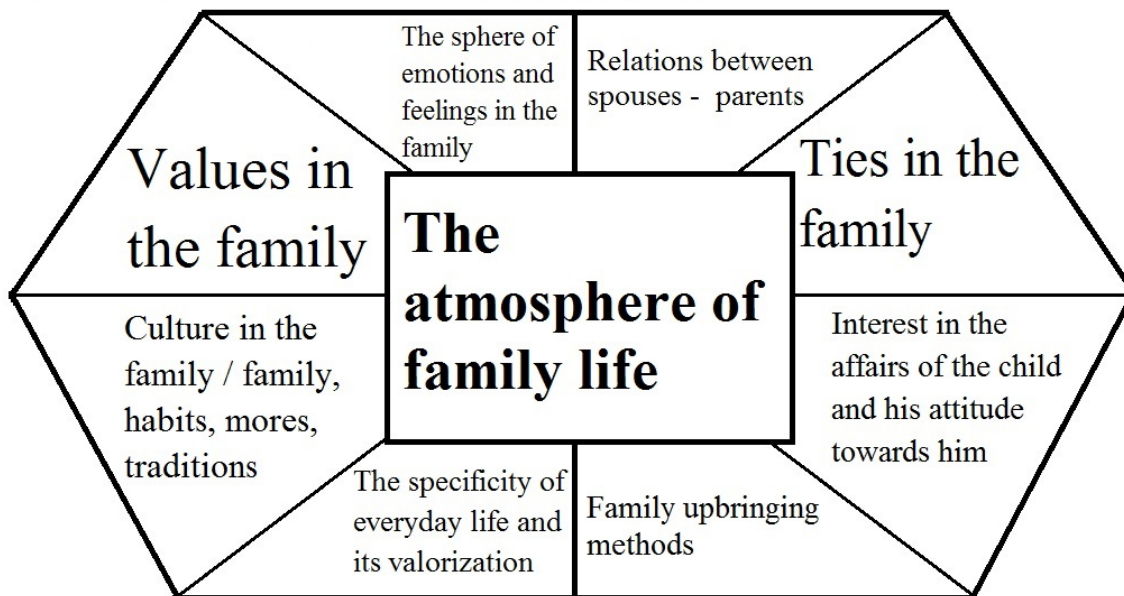 The sphere of
emotions and
feelings in the
family
Relations between
spouses - parents
Values in
the family
Ties in the
family
The
atmosphere of
family life
Culture in the
family / family,
habits, mores,
traditions
Interest in the
affairs of the child
and his attitude
towards him
The specificity of
everyday life and
its valorization
Family upbringing
methods